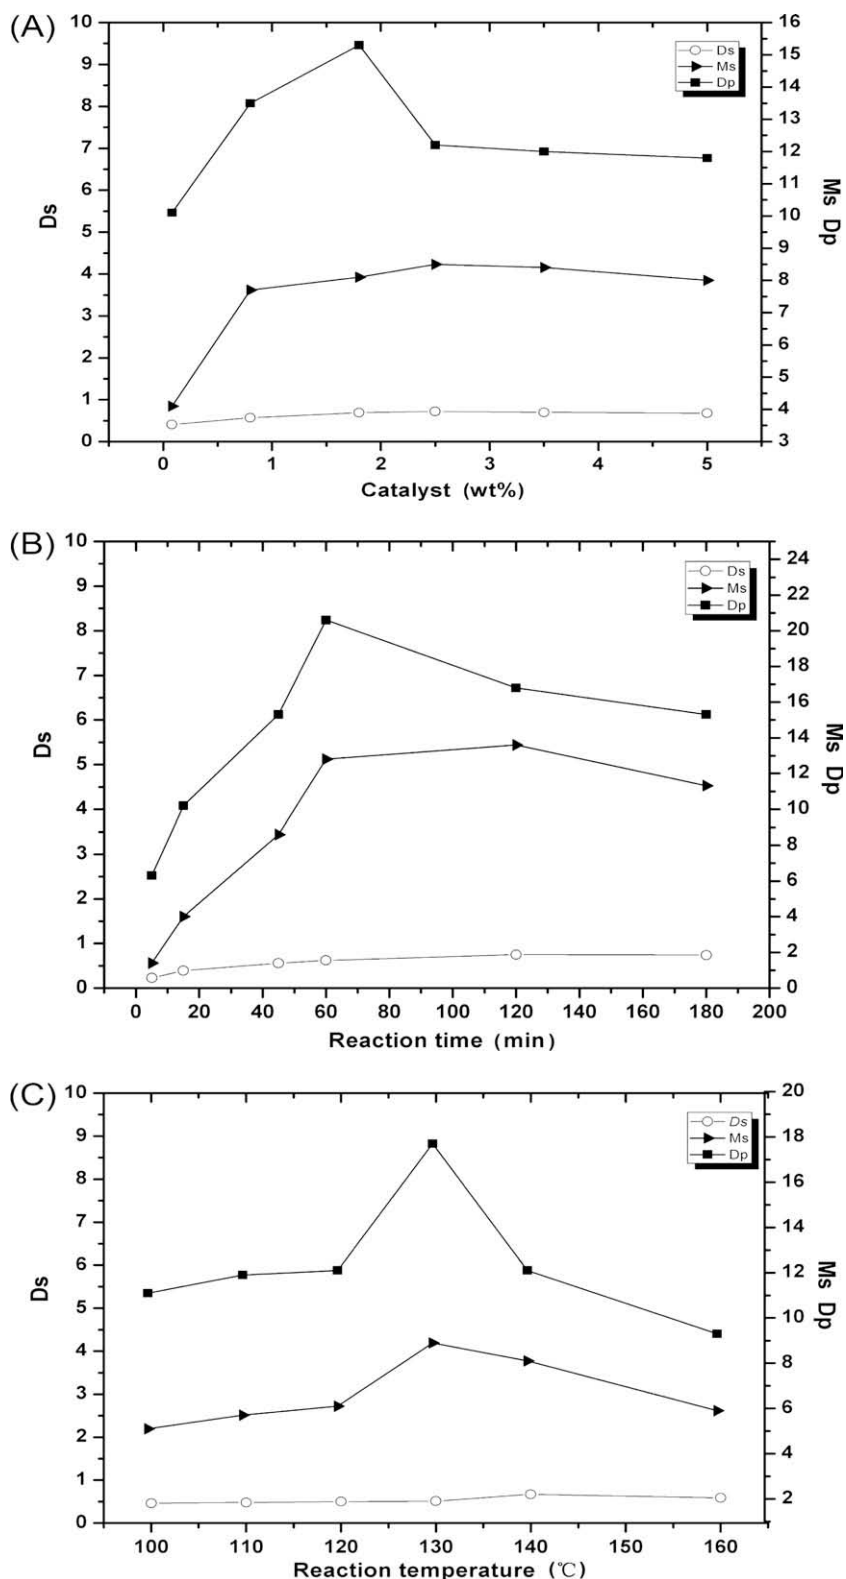 (A)
10
9
8
7
6
5
4
3
2
1
0
Ds
16
15
14
13
12
11
10
9
8
7
6
5
4
3
Ms Dp
Ds
Ms
Dp
0 1 2 3 4 5
Catalyst (wt%)
(B)
10
9
8
7
6
5
4
3
2
1
0
Ds
24
22
20
18
16
14
12
10
8
6
4
2
0
Ms Dp
Ds
Ms
Dp
0 20 40 60 80 100 120 140 160 180 200
Reaction time (min)
(C)
10
9
8
7
6
5
4
3
2
1
0
Ds
20
18
16
14
12
10
8
6
4
2
Ms Dp
Ds
Ms
Dp
100 110 120 130 140 150 160
Reaction temperature (℃)